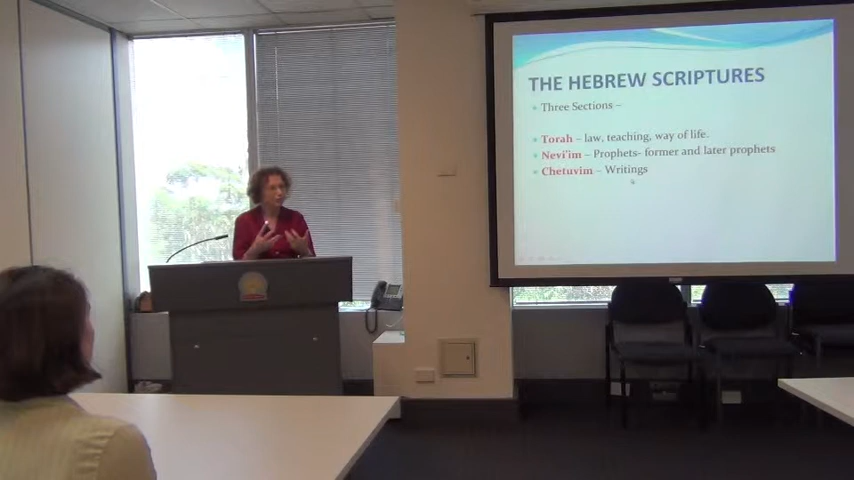 THE HEBREW SCRIPTURES
Three Sections –
Torah – law, teaching, way of life.
Nevi'im – Prophets- former and later prophets
Chetuvim – Writings